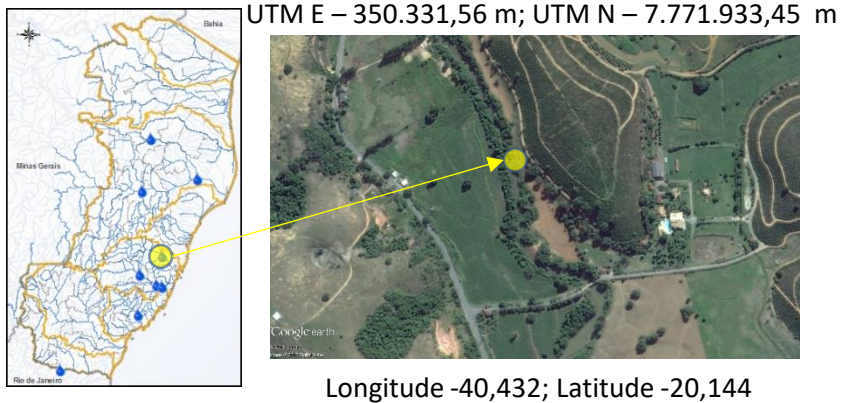 UTM E – 350.331,56 m; UTM N – 7.771.933,45 m
Bahia
Minas Gerais
Rio de Janeiro
Google earth
Longitude -40,432; Latitude -20,144